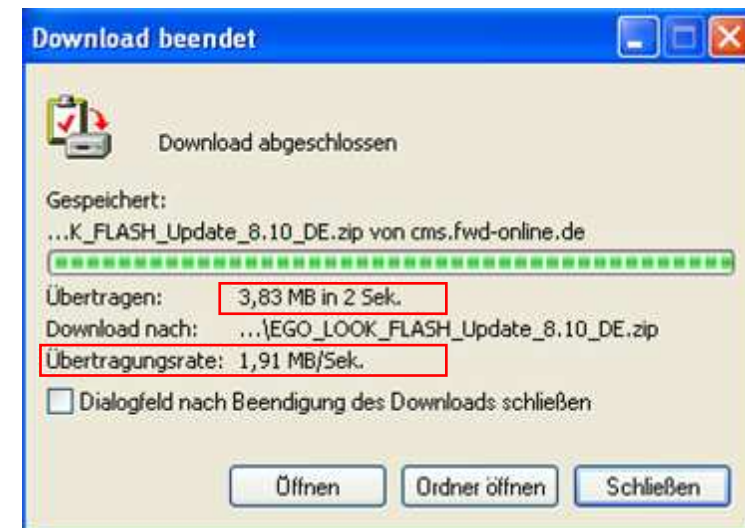 Download beendet
Download abgeschlossen
Gespeichert:
...K_FLASH_Update_8.10_DE.zip von cms.fwd-online.de
Übertragen: 3,83 MB in 2 Sek.
Download nach: ...\EGO_LOOK_FLASH_Update_8.10_DE.zip
Übertragungsrate: 1,91 MB/Sek.
Dialogfeld nach Beendigung des Downloads schließen
Öffnen Ordner öffnen Schließen